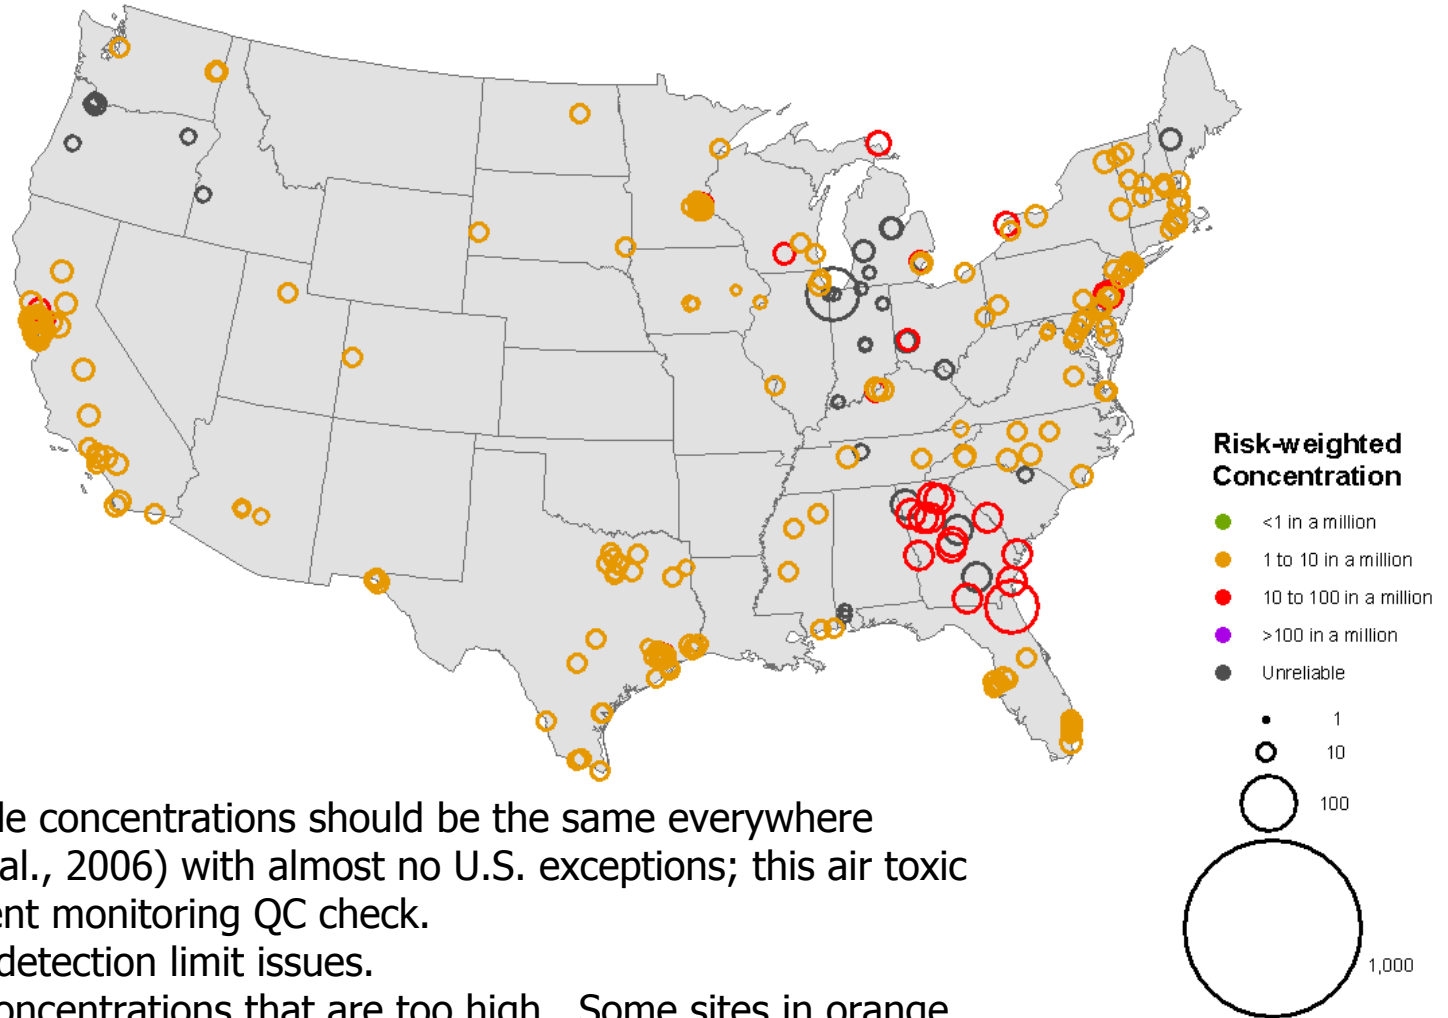 Risk-weighted
Concentration
<1 in a million
1 to 10 in a million
10 to 100 in a million
>100 in a million
Unreliable
1
10
100
1,000
de concentrations should be the same everywhere
al., 2006) with almost no U.S. exceptions; this air toxic
ent monitoring QC check.
detection limit issues.
oncentrations that are too high. Some sites in orange